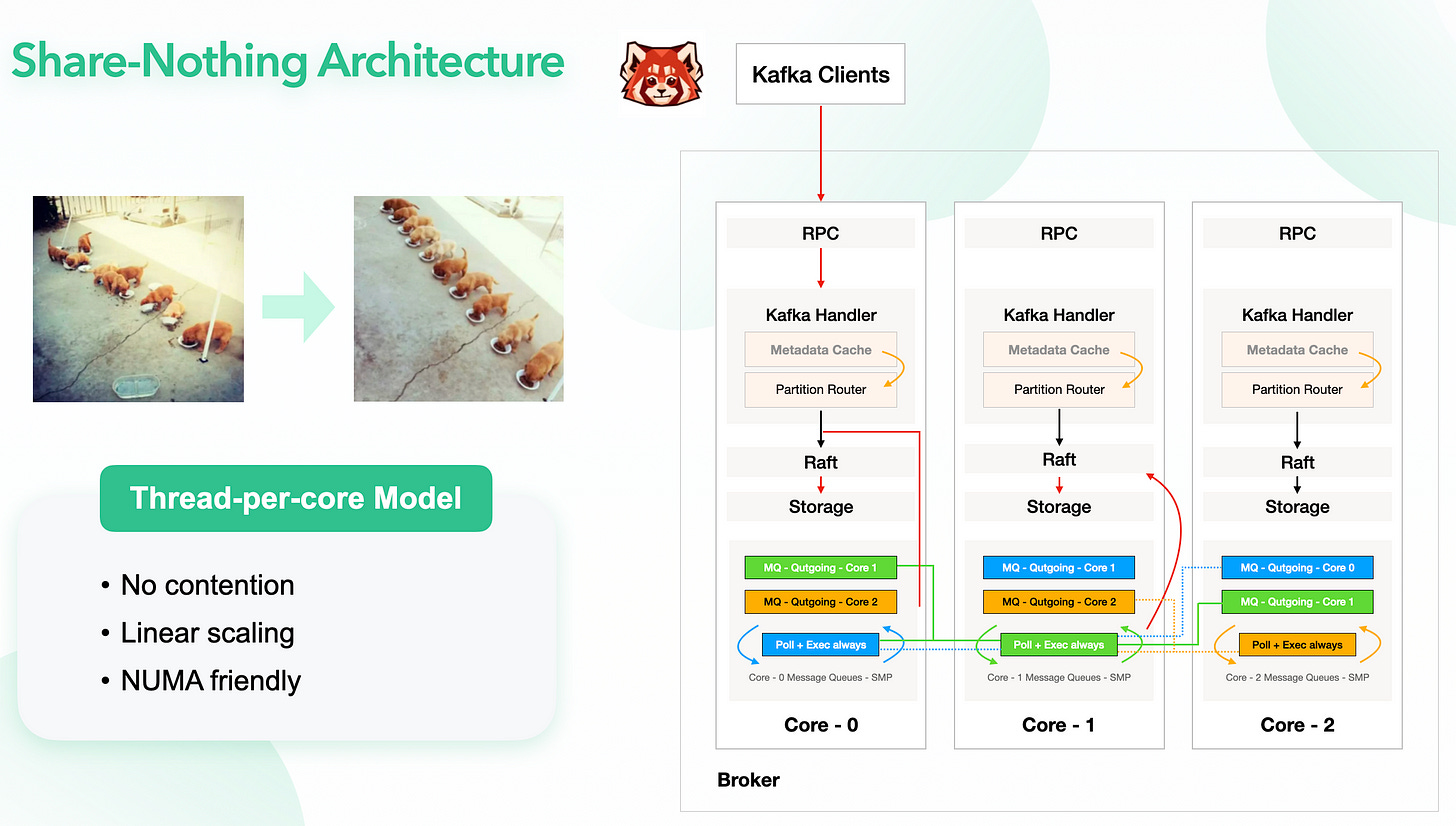 Share-Nothing Architecture
Kafka Clients
Thread-per-core Model
• No contention
• Linear scaling
• NUMA friendly
RPC
Kafka Handler
Metadata Cache
Partition Router
Raft
Storage
MQ - Qutgoing - Core 1
MQ - Qutgoing - Core 2
Poll + Exec always
Core - 0 Message Queues - SMP
Core - 0
RPC
Kafka Handler
Metadata Cache
Partition Router
Raft
Storage
MQ - Qutgoing - Core 1
MQ - Qutgoing - Core 2
Poll + Exec always
Core - 1 Message Queues - SMP
Core - 1
RPC
Kafka Handler
Metadata Cache
Partition Router
Raft
Storage
MQ - Qutgoing - Core 0
MQ - Qutgoing - Core 1
Poll + Exec always
Core - 2 Message Queues - SMP
Core - 2
Broker